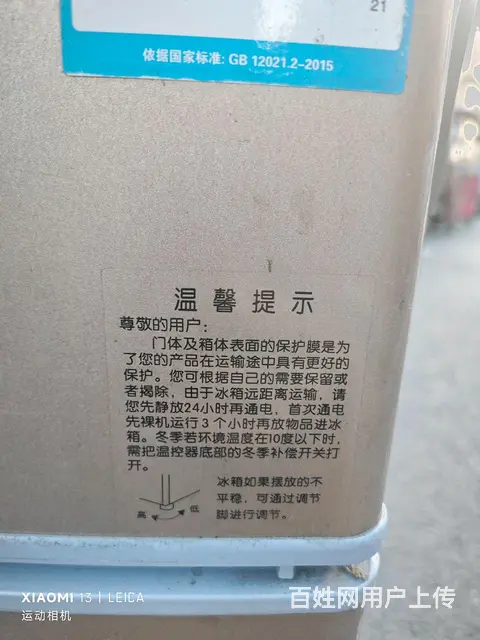 21
依据国家标准: GB 12021.2-2015
温馨提示
尊敬的用户：
门体及箱体表面的保护膜是为
了您的产品在运输途中具有更好的
保护。您可根据自己的需要保留或
者揭除，由于冰箱远距离运输，请
您先静放24小时再通电，首次通电
先裸机运行3个小时再放物品进冰
箱。冬季若环境温度在10度以下时，
需把温控器底部的冬季补偿开关打
开。
冰箱如果摆放的不
平稳，可通过调节
脚进行调节。
高 低
XIAOMI 13 | LEICA
运动相机
百姓网用户上传